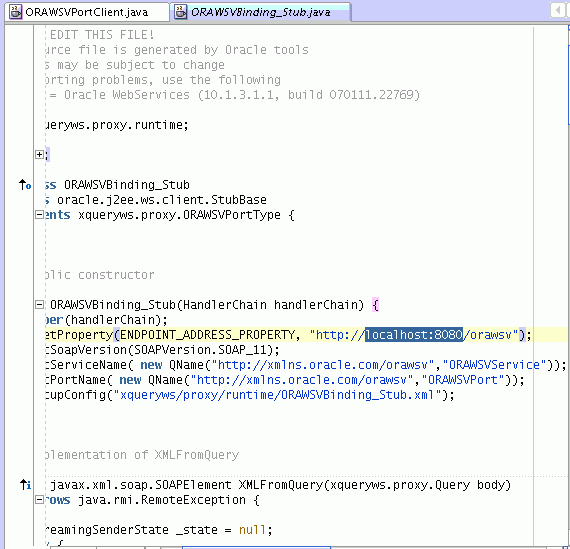 ORAWSVPortClient.java
ORAWSVBinding_Stub.java
EDIT THIS FILE!
urce file is generated by Oracle tools
s may be subject to change
orting problems, use the following
= Oracle WebServices (10.1.3.1.1, build 070111.22769)
ueryws.proxy.runtime;
;
ss ORAWSVBinding_Stub
s oracle.j2ee.ws.client.StubBase
ents xqueryws.proxy.ORAWSVPortType {
blic constructor
ORAWSVBinding_Stub(HandlerChain handlerChain) {
per(handlerChain);
etProperty(ENDPOINT_ADDRESS_PROPERTY, "http://localhost:8080/orawsv");
tSoapVersion(SOAPVersion.SOAP_11);
tServiceName( new QName("http://xmlns.oracle.com/orawsv","ORAWSVService"));
tPortName( new QName("http://xmlns.oracle.com/orawsv","ORAWSVPort"));
tupConfig("xqueryws/proxy/runtime/ORAWSVBinding_Stub.xml");
plementation of XMLFromQuery
javax.xml.soap.SOAPElement XMLFromQuery(xqueryws.proxy.Query body)
rows java.rmi.RemoteException {
reamingSenderState _state = null;
y {